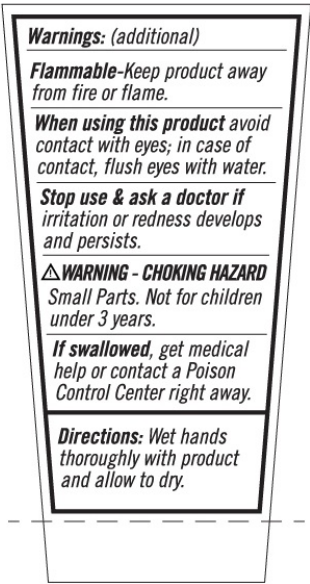 Warnings: (additional)
Flammable-Keep product away
from fire or flame.
When using this product avoid
contact with eyes; in case of
contact, flush eyes with water.
Stop use & ask a doctor if
irritation or redness develops
and persists.
⚠ WARNING - CHOKING HAZARD
Small Parts. Not for children
under 3 years.
If swallowed, get medical
help or contact a Poison
Control Center right away.
Directions: Wet hands
thoroughly with product
and allow to dry.